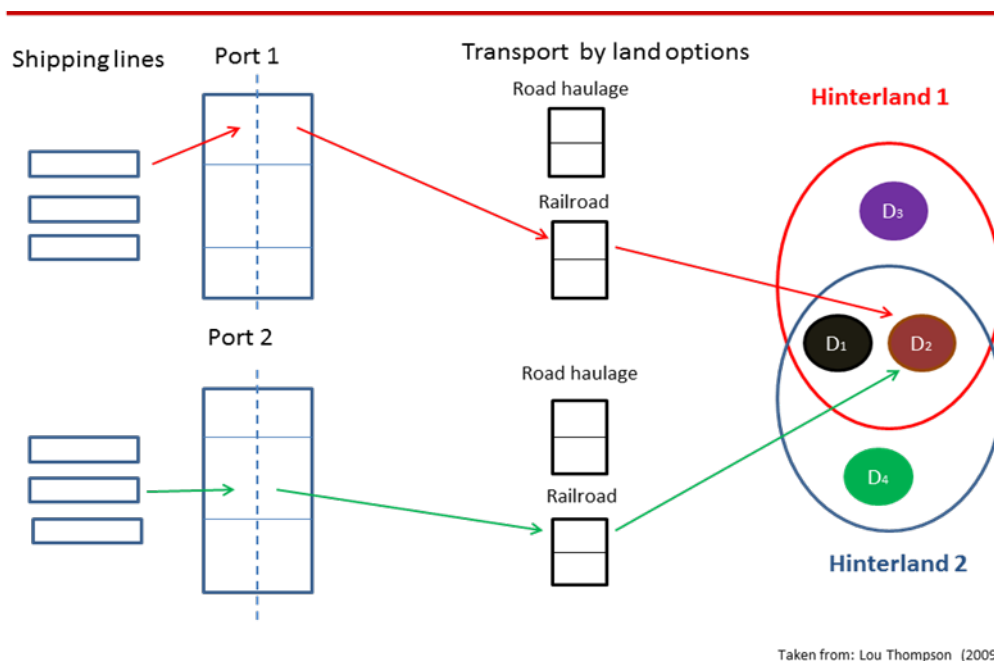 Shipping lines
Port 1
Transport by land options
Road haulage
Hinterland 1
Railroad
D₃
Port 2
D₁
D₂
Road haulage
Railroad
D₄
Hinterland 2
Taken from: Lou Thompson (2009